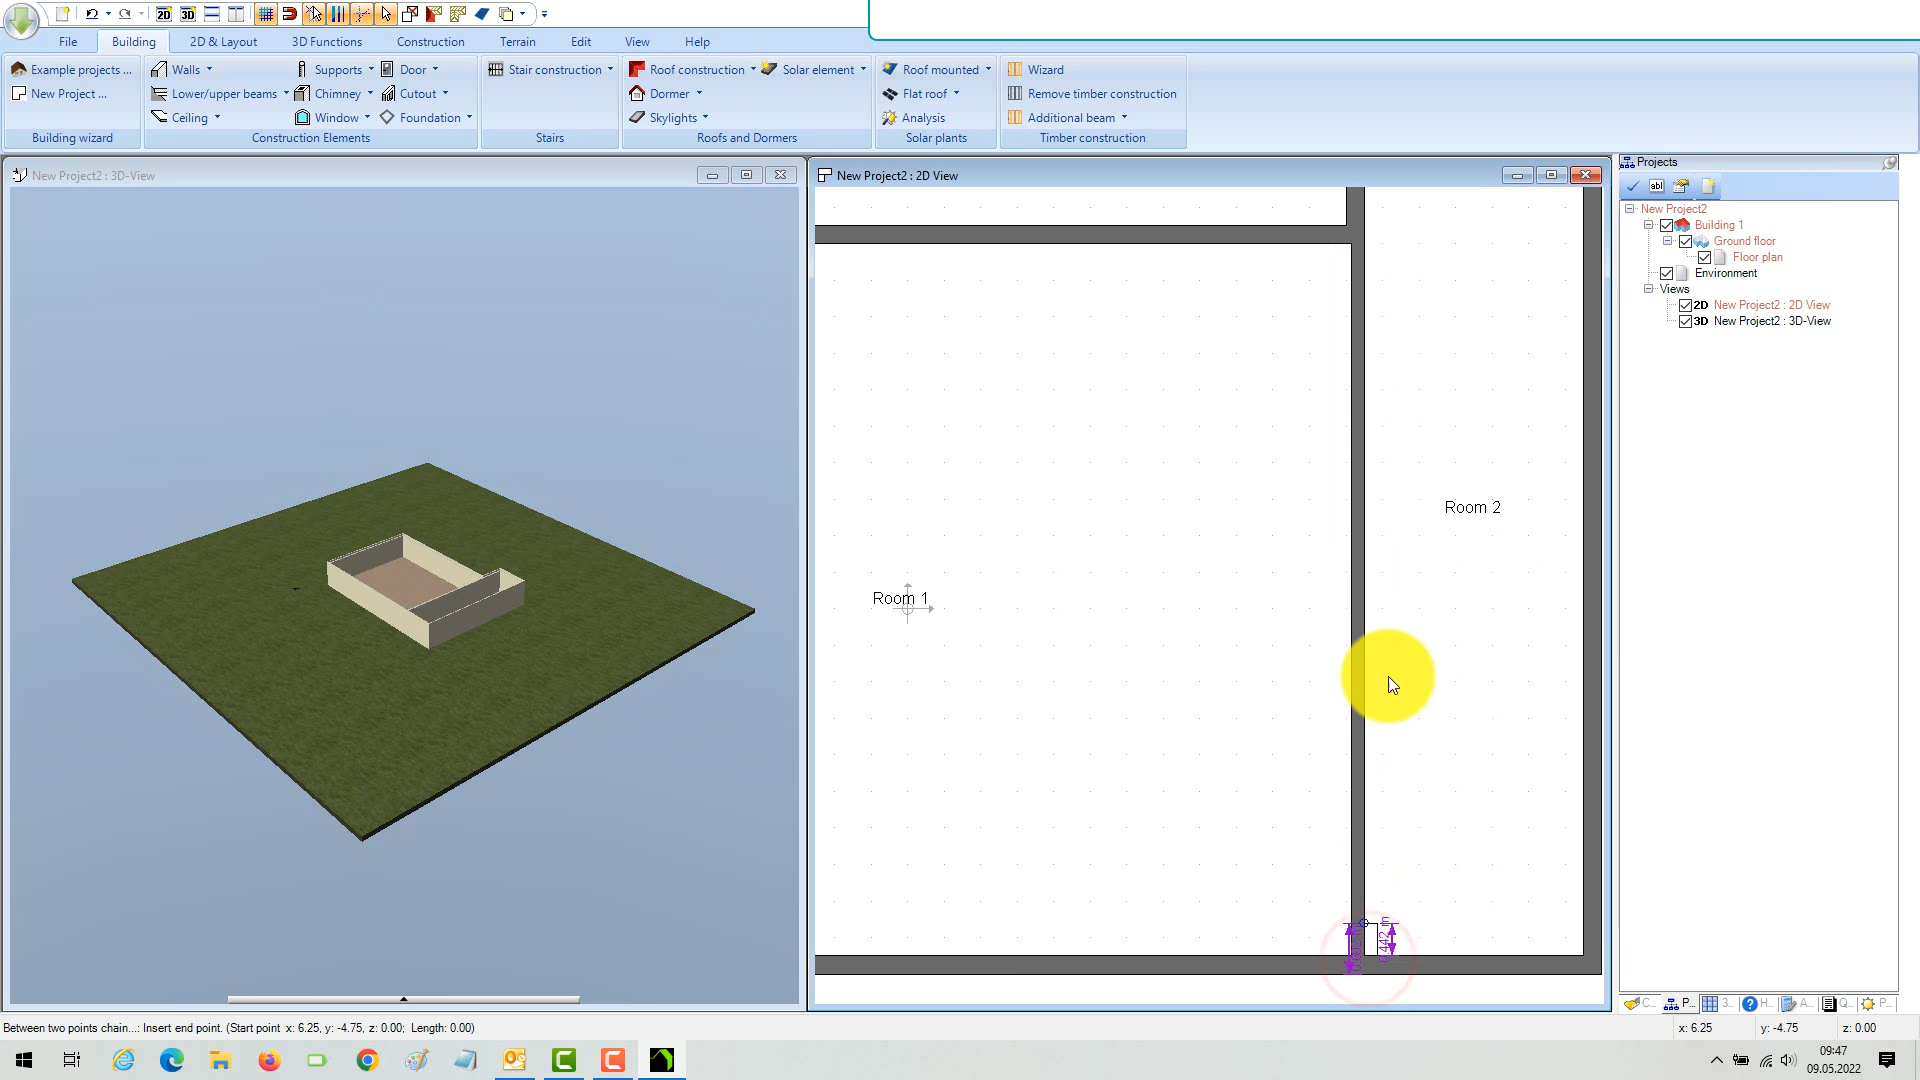 2D 3D
File Building 2D & Layout 3D Functions Construction Terrain Edit View Help
Example projects ... Walls Supports Door Stair construction Roof construction Solar element Roof mounted Wizard
New Project ... Lower/upper beams Chimney Cutout Dormer Flat roof Remove timber construction
Ceiling Window Foundation Skylights Analysis Additional beam
Building wizard Construction Elements Stairs Roofs and Dormers Solar plants Timber construction
New Project2 : 3D-View
New Project2 : 2D View
Room 1
Room 2
0.442 m
Projects
abl
New Project2
Building 1
Ground floor
Floor plan
Environment
Views
2D New Project2 : 2D View
3D New Project2 : 3D-View
C... P... 3... H... A... Q... P...
Between two points chain...: Insert end point. (Start point x: 6.25, y: -4.75, z: 0.00; Length: 0.00)
x: 6.25 y: -4.75 z: 0.00
09:47
09.05.2022